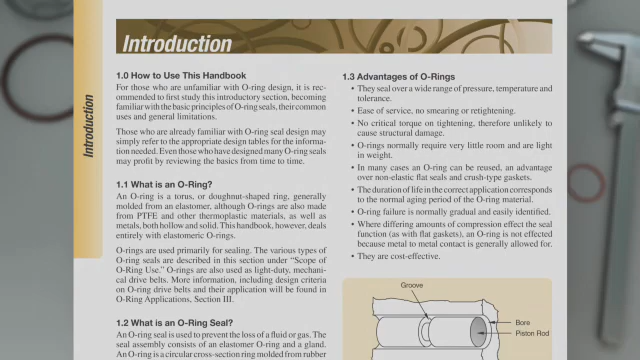 Introduction
Introduction
1.0 How to Use This Handbook
For those who are unfamiliar with O-ring design, it is rec-
ommended to first study this introductory section, becoming
familiar with the basic principles of O-ring seals, their common
uses and general limitations.
Those who are already familiar with O-ring seal design may
simply refer to the appropriate design tables for the informa-
tion needed. Even those who have designed many O-ring seals
may profit by reviewing the basics from time to time.
1.1 What is an O-Ring?
An O-ring is a torus, or doughnut-shaped ring, generally
molded from an elastomer, although O-rings are also made
from PTFE and other thermoplastic materials, as well as
metals, both hollow and solid. This handbook, however, deals
entirely with elastomeric O-rings.
O-rings are used primarily for sealing. The various types of
O-ring seals are described in this section under “Scope of
O-Ring Use.” O-rings are also used as light-duty, mechani-
cal drive belts. More information, including design criteria
on O-ring drive belts and their application will be found in
O-Ring Applications, Section III.
1.2 What is an O-Ring Seal?
An O-ring seal is used to prevent the loss of a fluid or gas. The
seal assembly consists of an elastomer O-ring and a gland.
An O-ring is a circular cross-section ring molded from rubber
1.3 Advantages of O-Rings
• They seal over a wide range of pressure, temperature and
tolerance.
• Ease of service, no smearing or retightening.
• No critical torque on tightening, therefore unlikely to
cause structural damage.
• O-rings normally require very little room and are light
in weight.
• In many cases an O-ring can be reused, an advantage
over non-elastic flat seals and crush-type gaskets.
• The duration of life in the correct application corresponds
to the normal aging period of the O-ring material.
• O-ring failure is normally gradual and easily identified.
• Where differing amounts of compression effect the seal
function (as with flat gaskets), an O-ring is not effected
because metal to metal contact is generally allowed for.
• They are cost-effective.
Groove
Bore
Piston Rod